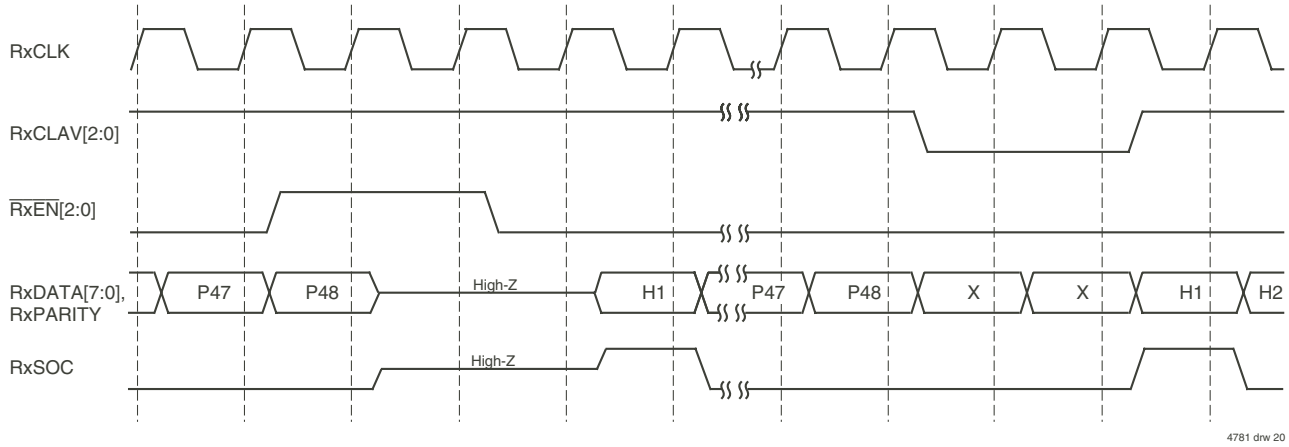 RxCLK
RxCLAV[2:0]
RxEN[2:0]
RxDATA[7:0],
RxPARITY
P47
P48
High-Z
H1
P47
P48
X
X
H1
H2
RxSOC
High-Z
4781 drw 20